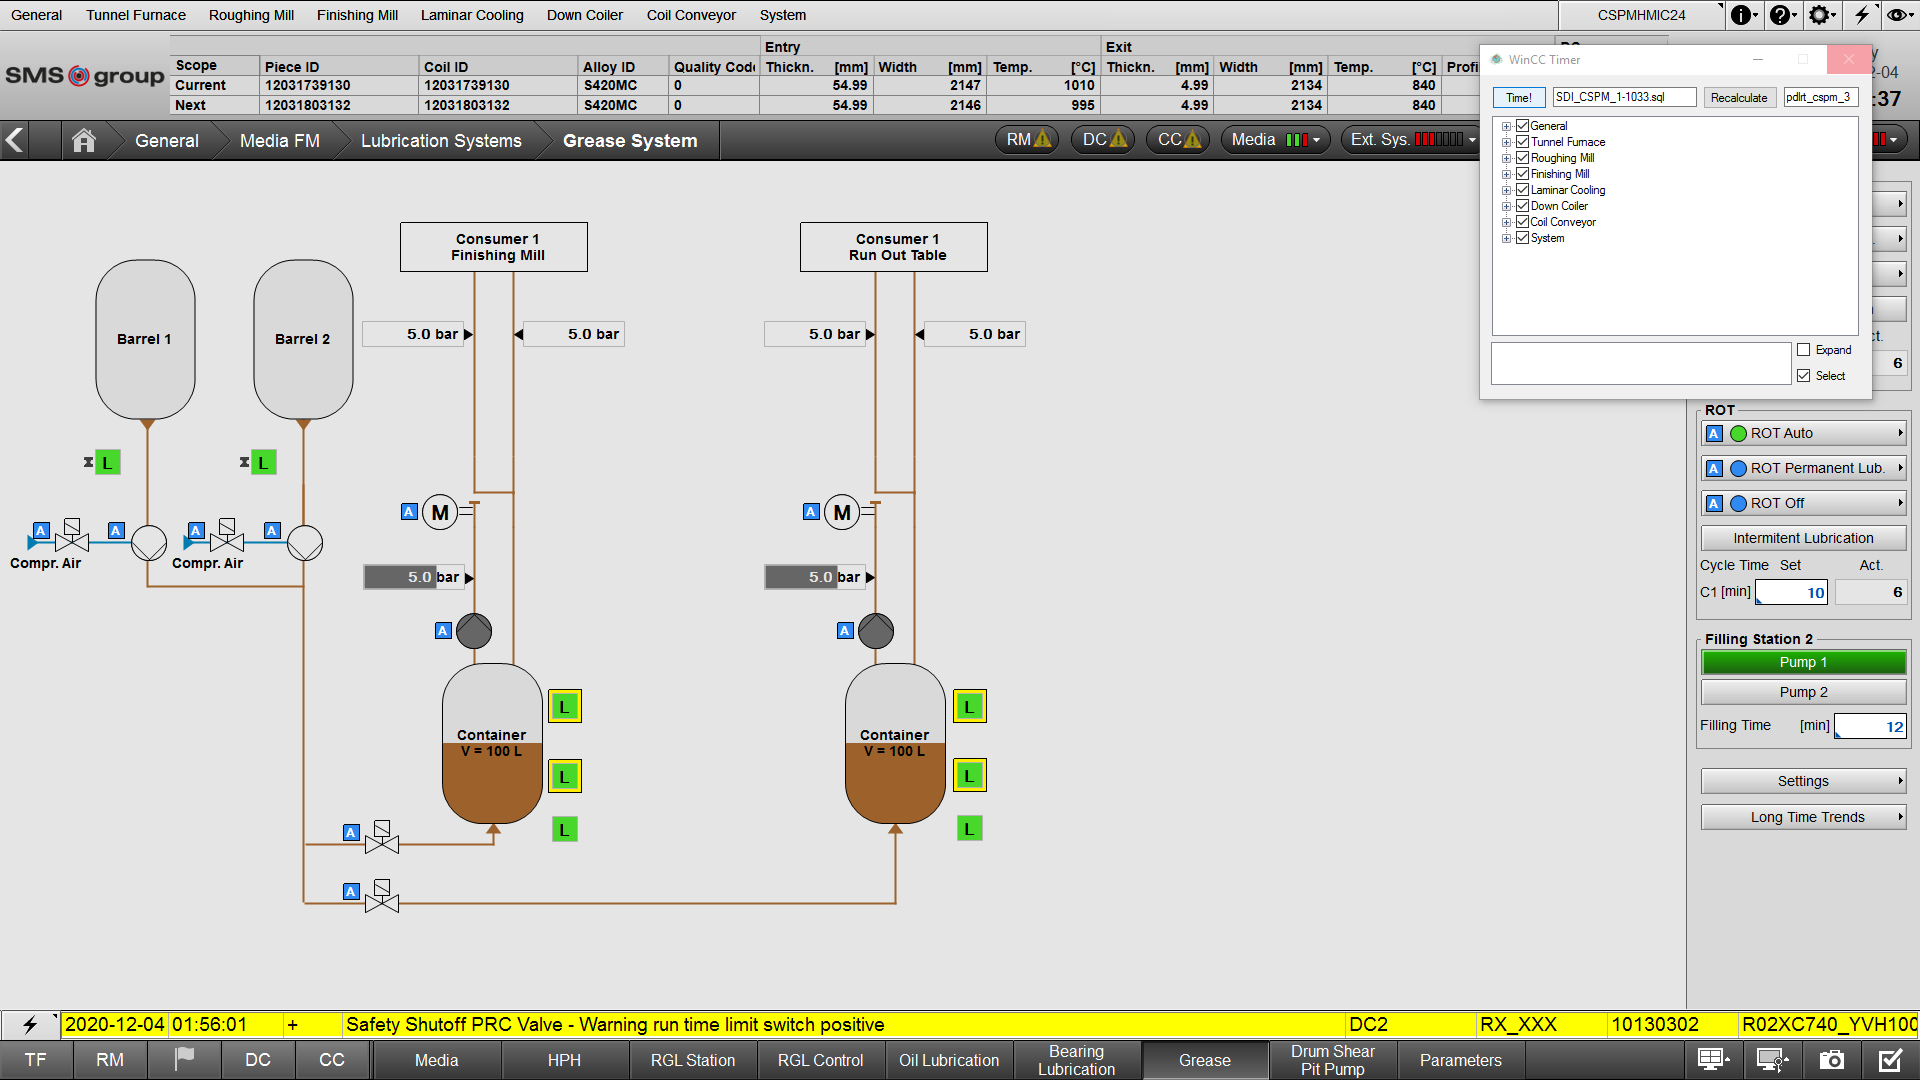 General Tunnel Furnace Roughing Mill Finishing Mill Laminar Cooling Down Coiler Coil Conveyor System CSPMHMIC24
SMS group
Entry Exit
Scope Piece ID Coil ID Alloy ID Quality Code Thickn. [mm] Width [mm] Temp. [°C] Thickn. [mm] Width [mm] Temp. [°C] Profi
Current 12031739130 12031739130 S420MC 0 54.99 2147 1010 4.99 2134 840
Next 12031803132 12031803132 S420MC 0 54.99 2146 995 4.99 2134 840
General Media FM Lubrication Systems Grease System RM DC CC Media Ext. Sys.
WinCC Timer
Time! SDI_CSPM_1-1033.sql Recalculate pdlrt_cspm_3
General
Tunnel Furnace
Roughing Mill
Finishing Mill
Laminar Cooling
Down Coiler
Coil Conveyor
System
Expand
Select
y
2-04
:37
ct.
6
Consumer 1
Finishing Mill
Consumer 1
Run Out Table
Barrel 1
Barrel 2
5.0 bar
5.0 bar
5.0 bar
5.0 bar
L
L
A M
A M
A A A A
Compr. Air
Compr. Air
5.0 bar
5.0 bar
A
A
Container
V = 100 L
Container
V = 100 L
L
L
L
L
L
L
A
A
ROT
A ROT Auto
A ROT Permanent Lub.
A ROT Off
Intermitent Lubrication
Cycle Time Set Act.
C1 [min] 10 6
Filling Station 2
Pump 1
Pump 2
Filling Time [min] 12
Settings
Long Time Trends
2020-12-04 01:56:01 + Safety Shutoff PRC Valve - Warning run time limit switch positive DC2 RX_XXX 10130302 R02XC740_YVH100
TF RM DC CC Media HPH RGL Station RGL Control Oil Lubrication Bearing Lubrication Grease Drum Shear Pit Pump Parameters